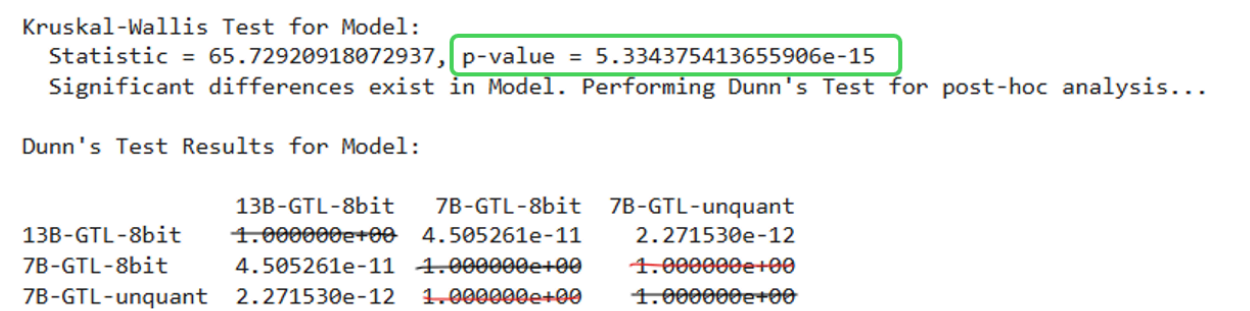 Kruskal-Wallis Test for Model:
Statistic = 65.72920918072937, p-value = 5.334375413655906e-15
Significant differences exist in Model. Performing Dunn's Test for post-hoc analysis...
Dunn's Test Results for Model:
13B-GTL-8bit 7B-GTL-8bit 7B-GTL-unquant
13B-GTL-8bit 1.000000e+00 4.505261e-11 2.271530e-12
7B-GTL-8bit 4.505261e-11 1.000000e+00 1.000000e+00
7B-GTL-unquant 2.271530e-12 1.000000e+00 1.000000e+00